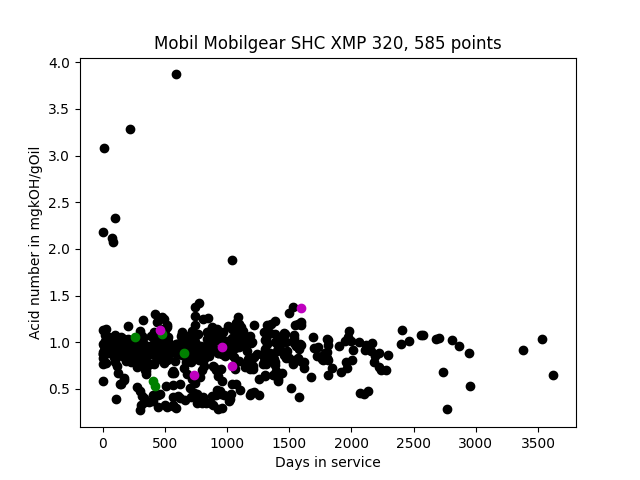 Mobil Mobilgear SHC XMP 320, 585 points
4.0
3.5
3.0
2.5
2.0
1.5
1.0
0.5
Acid number in mgkOH/gOil
0 500 1000 1500 2000 2500 3000 3500
Days in service